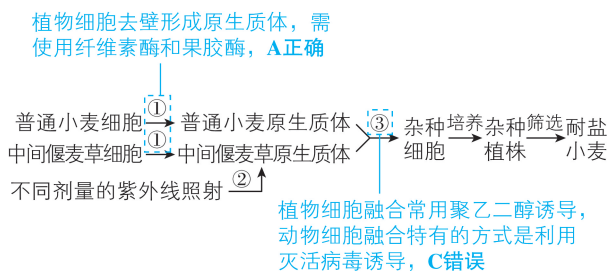 植物细胞去壁形成原生质体，需
使用纤维素酶和果胶酶，A正确
普通小麦细胞 ① 普通小麦原生质体
中间偃麦草细胞 ① 中间偃麦草原生质体
③ 杂种细胞 培养 杂种植株 筛选 耐盐小麦
不同剂量的紫外线照射 ②
植物细胞融合常用聚乙二醇诱导，
动物细胞融合特有的方式是利用
灭活病毒诱导，C错误